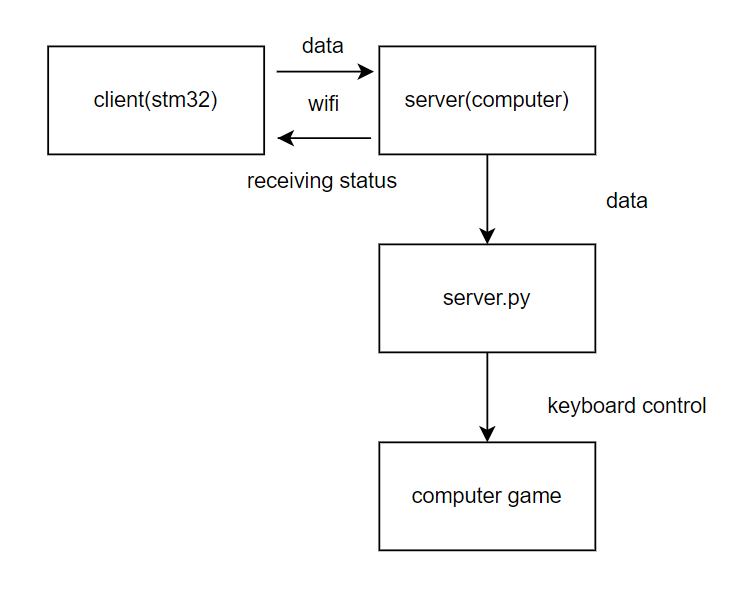 data
client(stm32)
wifi
server(computer)
receiving status
data
server.py
keyboard control
computer game